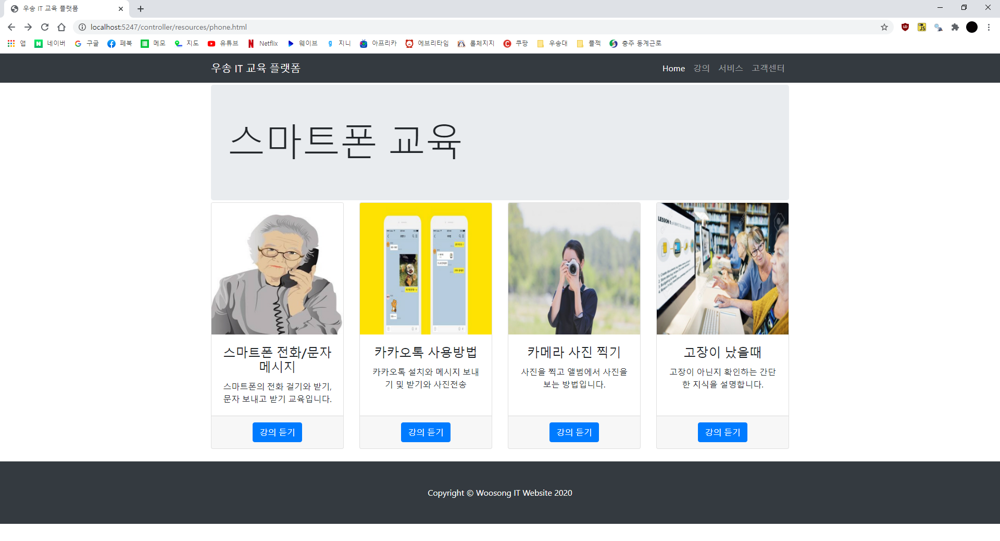 우송 IT 교육 플랫폼
localhost:5247/controller/resources/phone.html
앱 네이버 구글 페북 메모 지도 유튜브 Netflix 웨이브 지니 아프리카 에브리타임 롤체지지 쿠팡 우송대 플젝 충주 동계근로
우송 IT 교육 플랫폼 Home 강의 서비스 고객센터
스마트폰 교육
LESSON 1 :
스마트폰 전화/문자
메시지
스마트폰의 전화 걸기와 받기,
문자 보내고 받기 교육입니다.
강의 듣기
카카오톡 사용방법
카카오톡 설치와 메시지 보내
기 및 받기와 사진전송
강의 듣기
카메라 사진 찍기
사진을 찍고 앨범에서 사진을
보는 방법입니다.
강의 듣기
고장이 났을때
고장이 아닌지 확인하는 간단
한 지식을 설명합니다.
강의 듣기
Copyright © Woosong IT Website 2020